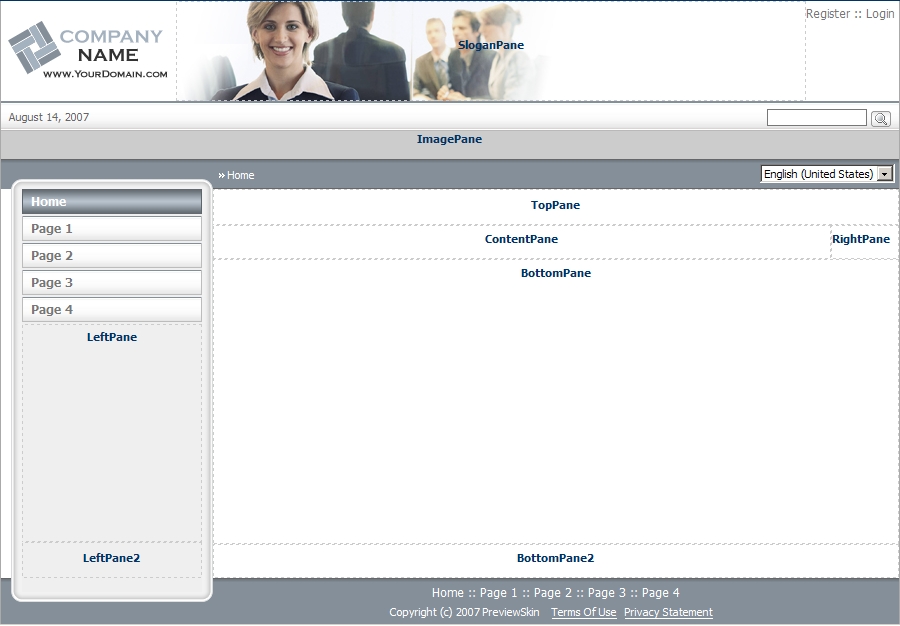 COMPANY
NAME
www.YourDomain.com
SloganPane
Register :: Login
August 14, 2007
ImagePane
» Home
English (United States)
Home
Page 1
Page 2
Page 3
Page 4
LeftPane
LeftPane2
TopPane
ContentPane
RightPane
BottomPane
BottomPane2
Home :: Page 1 :: Page 2 :: Page 3 :: Page 4
Copyright (c) 2007 PreviewSkin Terms Of Use Privacy Statement